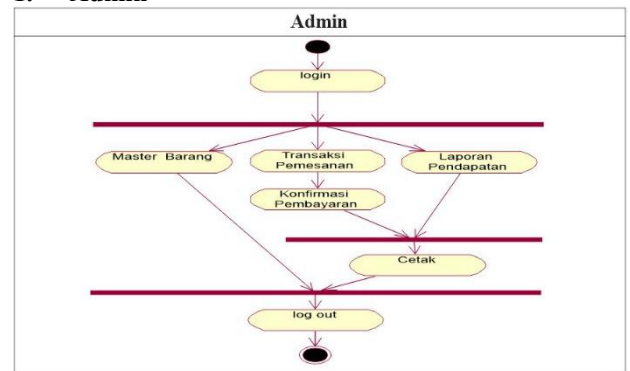 Admin
login
Master Barang
Transaksi
Pemesanan
Laporan
Pendapatan
Konfirmasi
Pembayaran
Cetak
log out